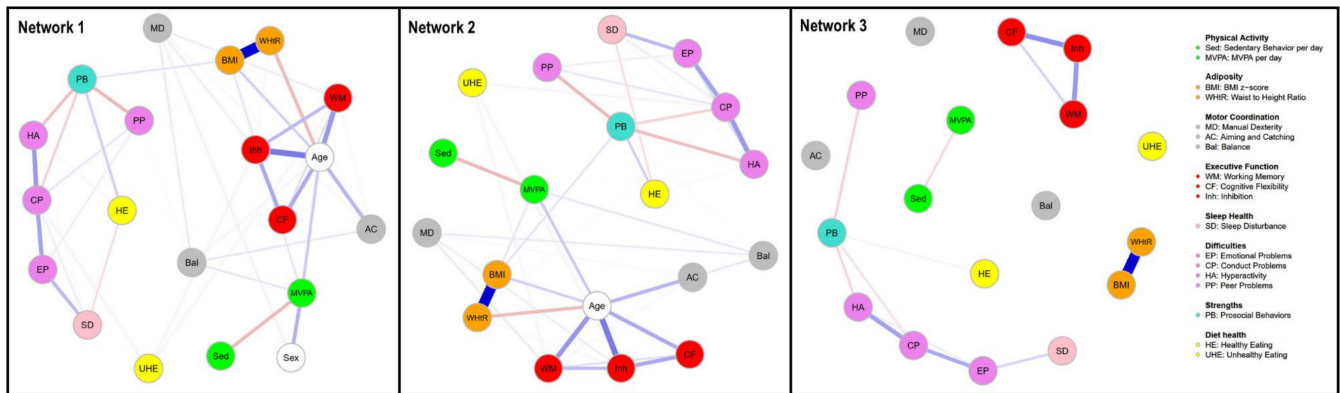 Network 1
MD
WHtR
BMI
PB
WM
HA
PP
Inh
Age
CP
HE
CF
AC
EP
Bal
MVPA
SD
Sed
Sex
UHE
Network 2
SD
EP
PP
UHE
CP
PB
Sed
HA
MVPA
HE
MD
Bal
BMI
AC
WHtR
Age
CF
WM
Inh
Network 3
MD
CF
Inh
PP
WM
MVPA
UHE
AC
Sed
Bal
PB
WHtR
HE
BMI
HA
CP
SD
EP
Physical Activity
Sed: Sedentary Behavior per day
MVPA: MVPA per day
Adiposity
BMI: BMI z−score
WHtR: Waist to Height Ratio
Motor Coordination
MD: Manual Dexterity
AC: Aiming and Catching
Bal: Balance
Executive Function
WM: Working Memory
CF: Cognitive Flexibility
Inh: Inhibition
Sleep Health
SD: Sleep Disturbance
Difficulties
EP: Emotional Problems
CP: Conduct Problems
HA: Hyperactivity
PP: Peer Problems
Strengths
PB: Prosocial Behaviors
Diet health
HE: Healthy Eating
UHE: Unhealthy Eating